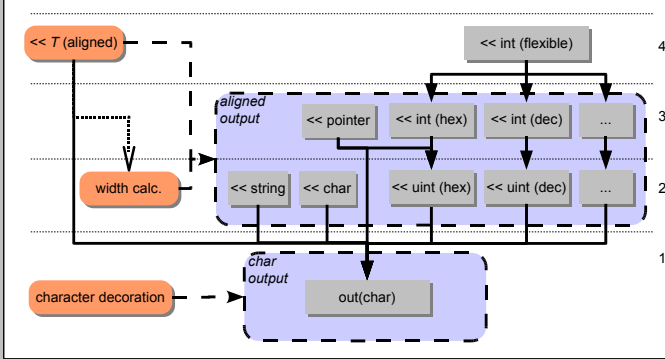 << T (aligned)
<< int (flexible)
4
aligned
output
<< pointer
<< int (hex)
<< int (dec)
...
3
width calc.
<< string
<< char
<< uint (hex)
<< uint (dec)
...
2
1
char
output
character decoration
out(char)